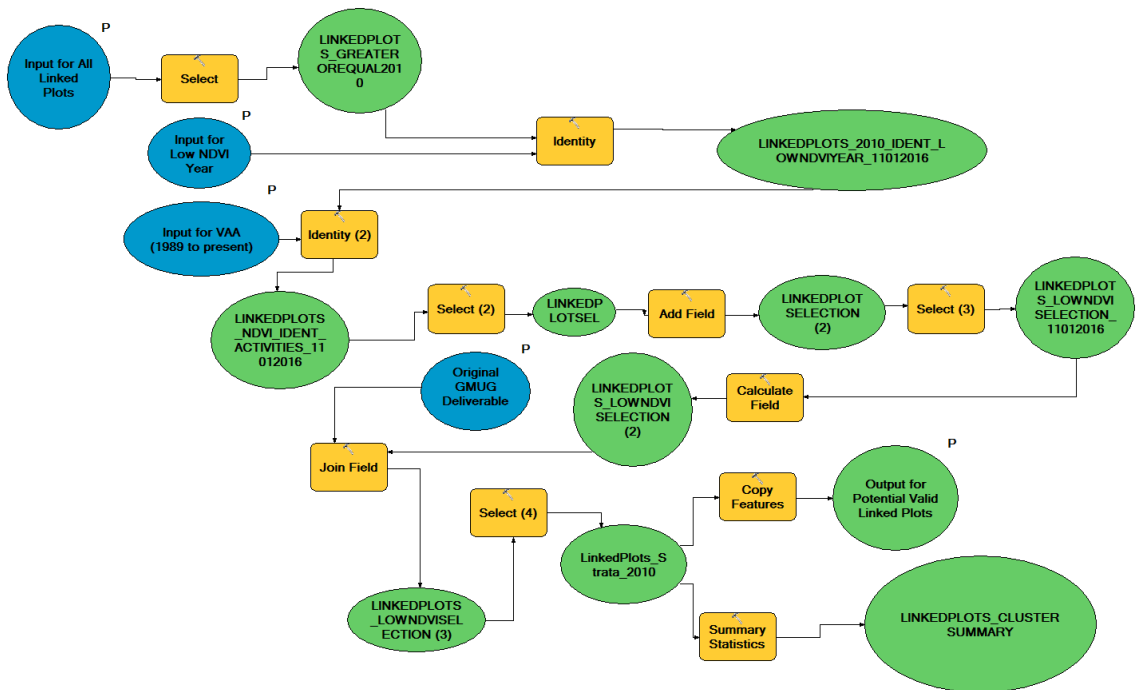 P
Input for All
Linked
Plots
Select
LINKEDPLOT
S_GREATER
OREQUAL201
0
P
Input for
Low NDVI
Year
Identity
LINKEDPLOTS_2010_IDENT_L
OWNDVIYEAR_11012016
P
Input for VAA
(1989 to present)
Identity (2)
LINKEDPLOTS
_NDVI_IDENT_
ACTIVITIES_11
012016
Select (2)
LINKEDP
LOTSEL
Add Field
LINKEDPLOT
SELECTION
(2)
Select (3)
LINKEDPLOT
S_LOWNDVI
SELECTION_
11012016
P
Original
GMUG
Deliverable
LINKEDPLOT
S_LOWNDVI
SELECTION
(2)
Calculate
Field
Join Field
P
Select (4)
Copy
Features
Output for
Potential Valid
Linked Plots
LinkedPlots_S
trata_2010
LINKEDPLOTS
_LOWNDVISEL
ECTION (3)
Summary
Statistics
LINKEDPLOTS_CLUSTER
SUMMARY